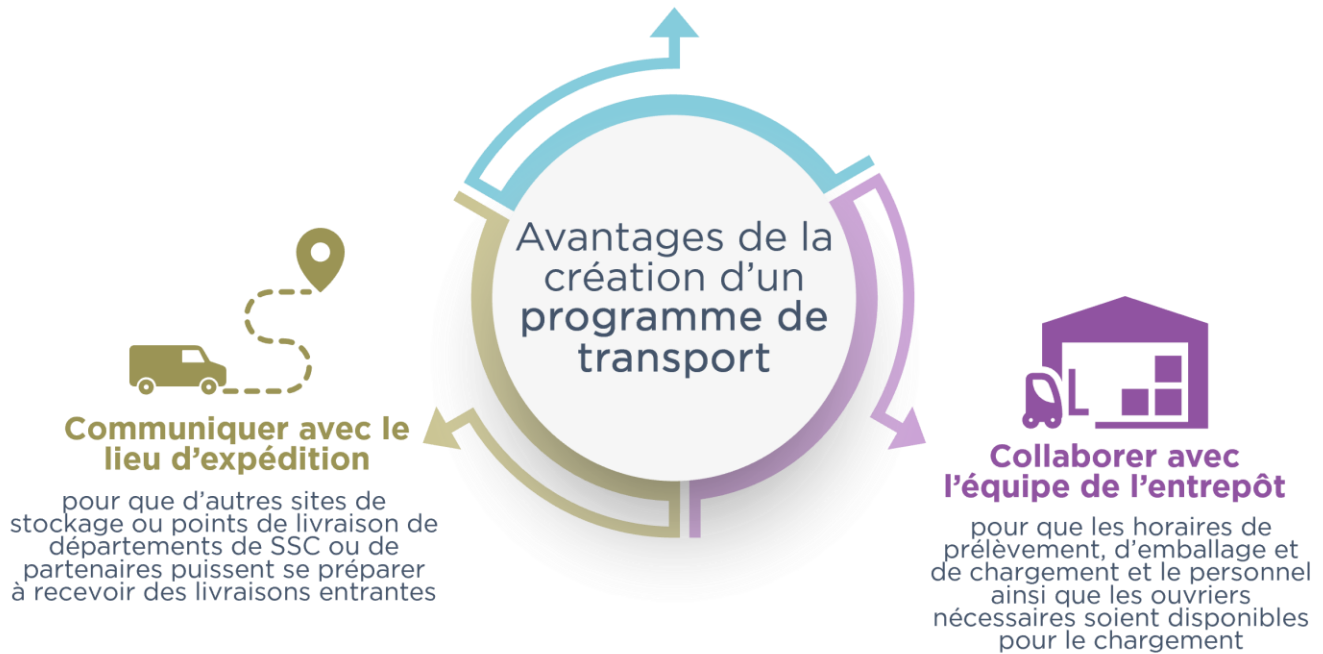 Avantages de la
création d’un
programme de
transport
Communiquer avec le
lieu d’expédition
pour que d’autres sites de
stockage ou points de livraison de
départements de SSC ou de
partenaires puissent se préparer
à recevoir des livraisons entrantes
Collaborer avec
l’équipe de l’entrepôt
pour que les horaires de
prélèvement, d’emballage et
de chargement et le personnel
ainsi que les ouvriers
nécessaires soient disponibles
pour le chargement